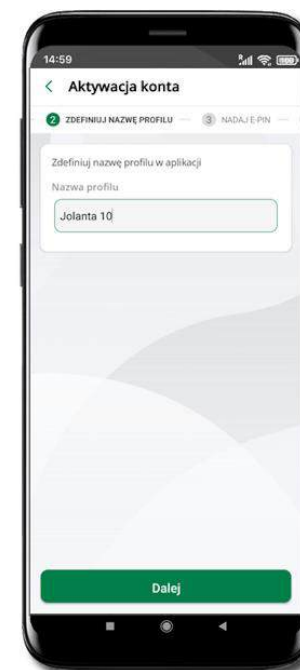 14:59
Aktywacja konta
2 ZDEFINIUJ NAZWĘ PROFILU
3 NADAJ E-PIN
Zdefiniuj nazwę profilu w aplikacji
Nazwa profilu
Jolanta 10
Dalej